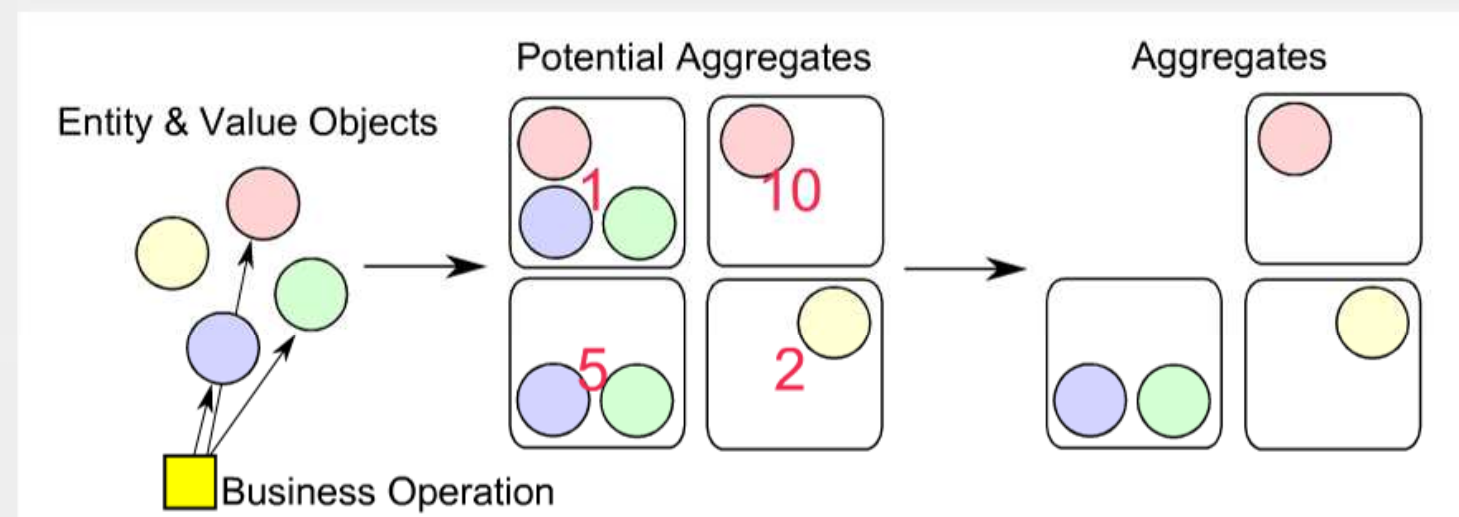 Potential Aggregates
Aggregates
Entity & Value Objects
1
10
5
2
Business Operation